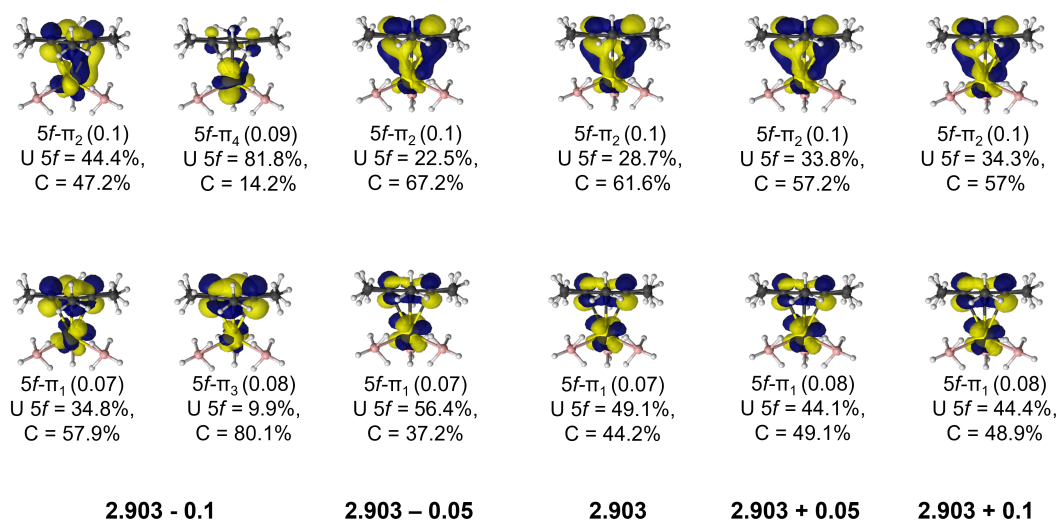 5f-π₂ (0.1)
U 5f = 44.4%,
C = 47.2%
5f-π₄ (0.09)
U 5f = 81.8%,
C = 14.2%
5f-π₂ (0.1)
U 5f = 22.5%,
C = 67.2%
5f-π₂ (0.1)
U 5f = 28.7%,
C = 61.6%
5f-π₂ (0.1)
U 5f = 33.8%,
C = 57.2%
5f-π₂ (0.1)
U 5f = 34.3%,
C = 57%
5f-π₁ (0.07)
U 5f = 34.8%,
C = 57.9%
5f-π₃ (0.08)
U 5f = 9.9%,
C = 80.1%
5f-π₁ (0.07)
U 5f = 56.4%,
C = 37.2%
5f-π₁ (0.07)
U 5f = 49.1%,
C = 44.2%
5f-π₁ (0.08)
U 5f = 44.1%,
C = 49.1%
5f-π₁ (0.08)
U 5f = 44.4%,
C = 48.9%
2.903 - 0.1
2.903 – 0.05
2.903
2.903 + 0.05
2.903 + 0.1